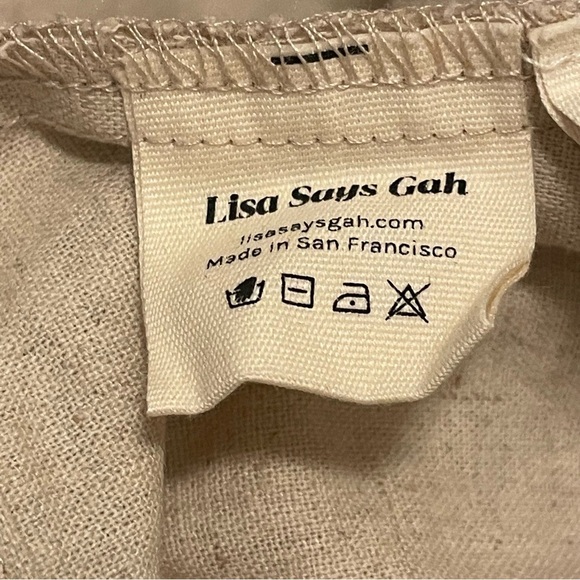 Lisa Says Gah
lisasaysgah.com
Made in San Francisco